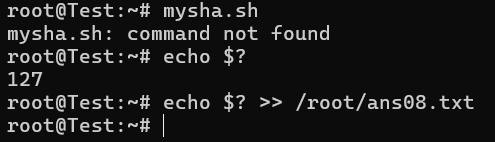 root@Test:~# mysha.sh
mysha.sh: command not found
root@Test:~# echo $?
127
root@Test:~# echo $? >> /root/ans08.txt
root@Test:~#